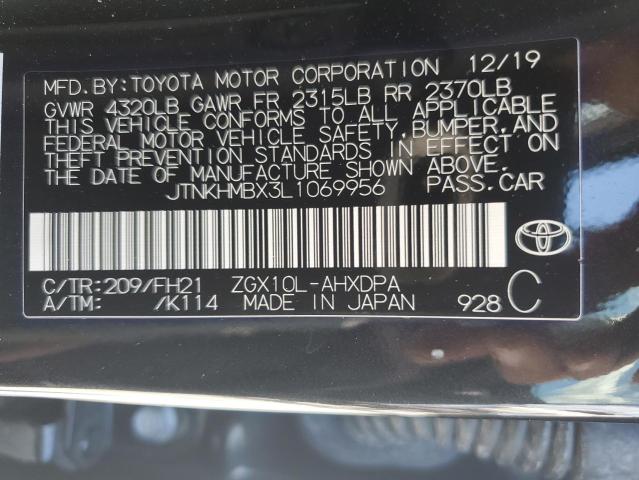 MFD. BY: TOYOTA MOTOR CORPORATION 12/19
GVWR 4320LB GAWR FR 2315LB RR 2370LB
THIS VEHICLE CONFORMS TO ALL APPLICABLE
FEDERAL MOTOR VEHICLE SAFETY, BUMPER, AND
THEFT PREVENTION STANDARDS IN EFFECT ON
THE DATE OF MANUFACTURE SHOWN ABOVE.
JTNKHMBX3L1069956 PASS. CAR
C/TR: 209/FH21 ZGX10L-AHXDPA
A/TM: /K114 MADE IN JAPAN 928 C